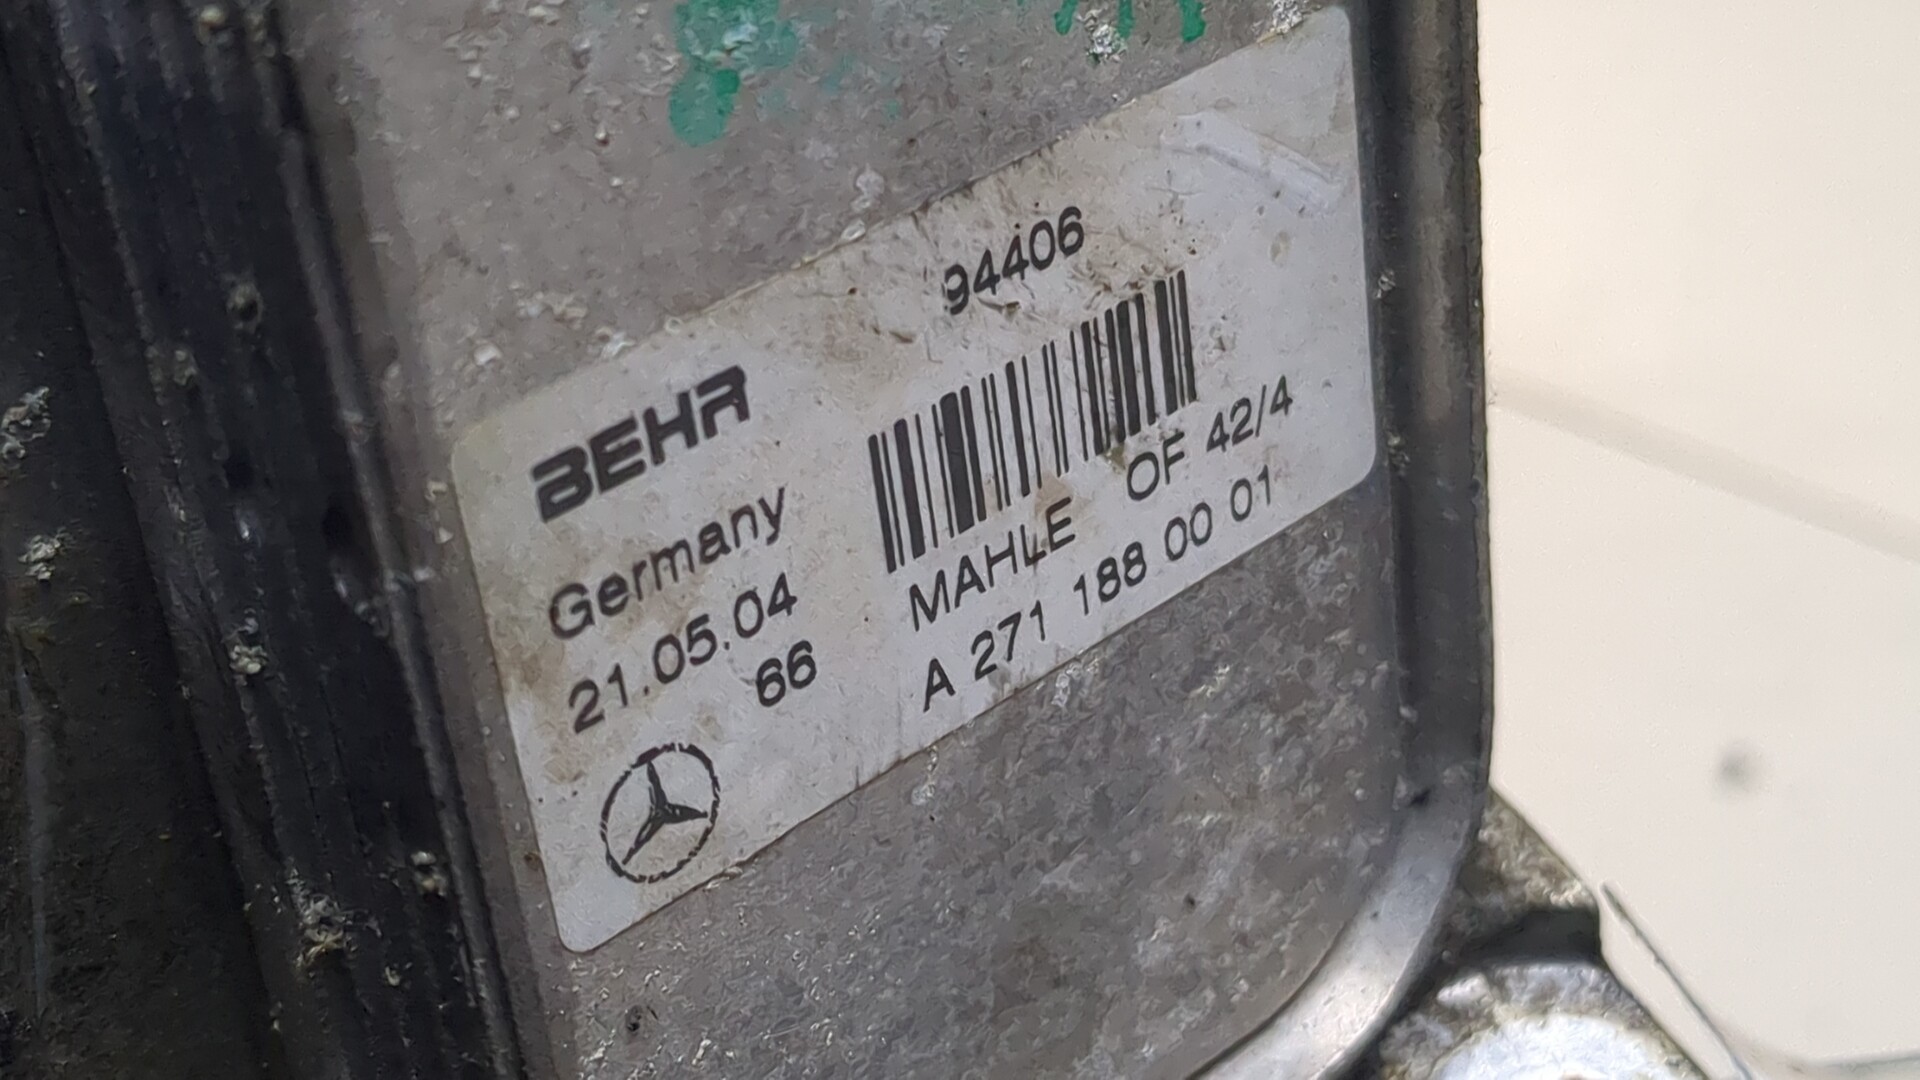 94406
BEHR
Germany
21.05.04
66
MAHLE OF 42/4
A 271 188 00 01